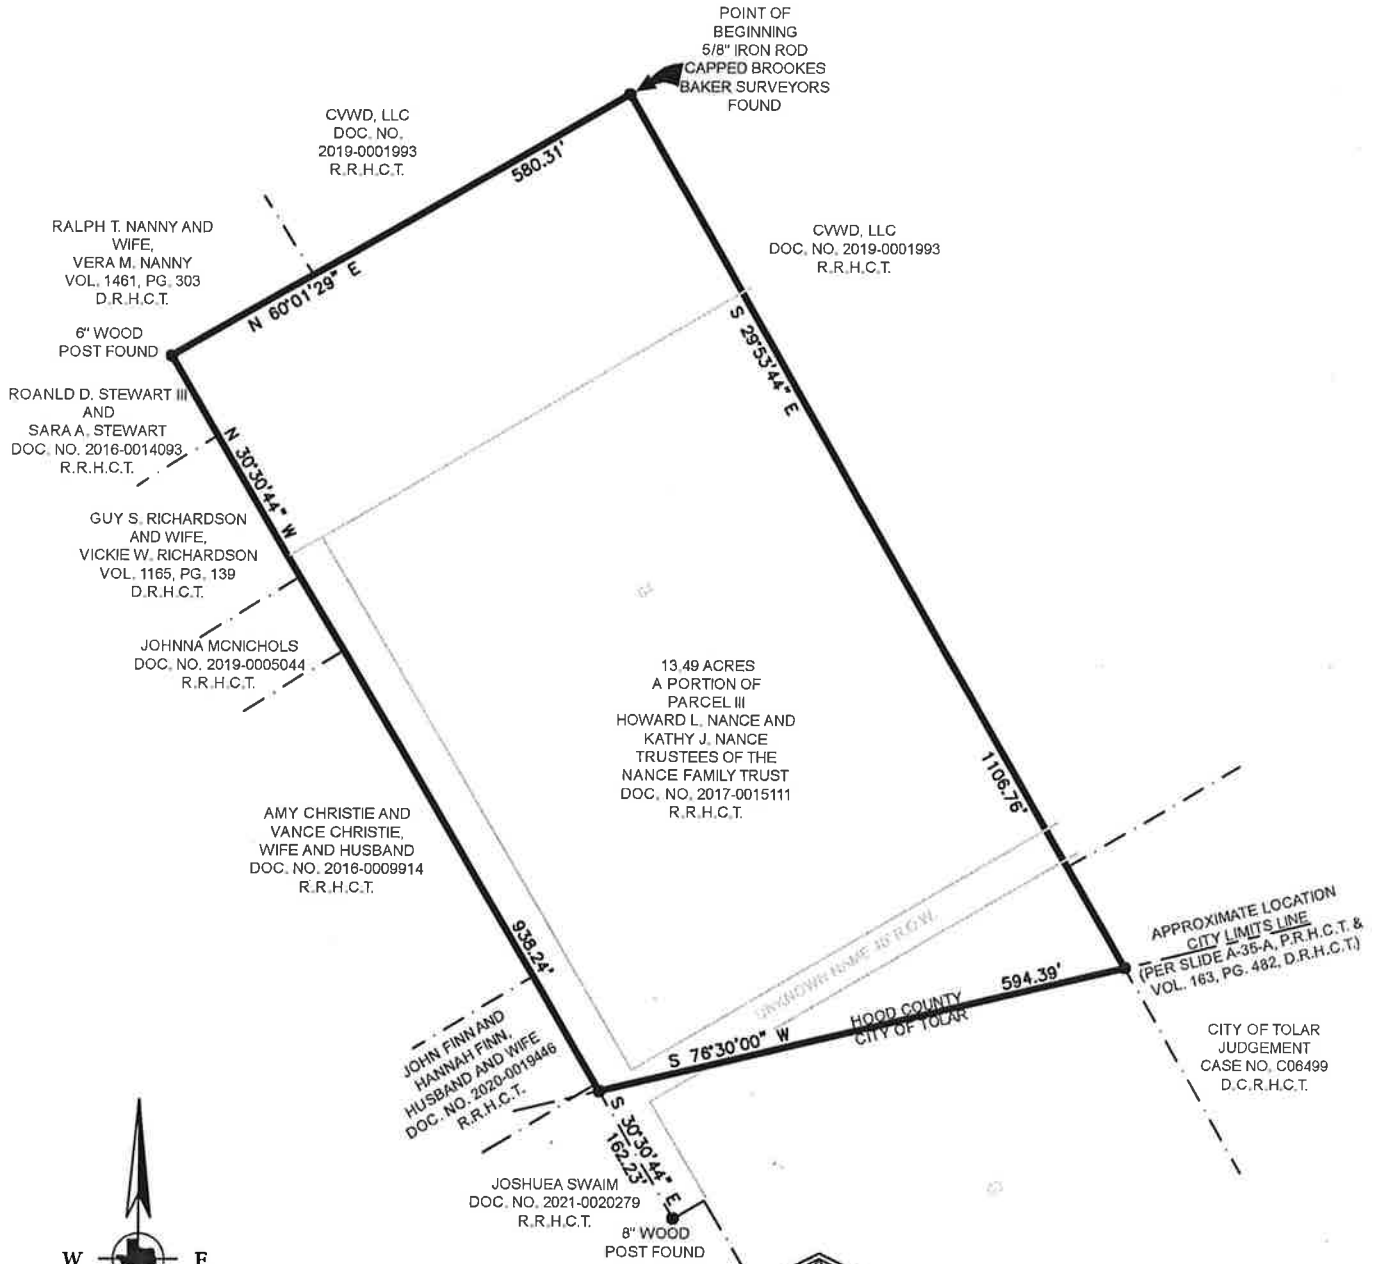 POINT OF
BEGINNING
5/8" IRON ROD
CAPPED BROOKES
BAKER SURVEYORS
FOUND
CVWD, LLC
DOC. NO.
2019-0001993
R.R.H.C.T.
580.31'
N 60°01'29" E
RALPH T. NANNY AND
WIFE,
VERA M. NANNY
VOL. 1461, PG. 303
D.R.H.C.T.
CVWD, LLC
DOC. NO. 2019-0001993
R.R.H.C.T.
6" WOOD
POST FOUND
S 29°53'44" E
ROANLD D. STEWART III
AND
SARA A. STEWART
DOC. NO. 2016-0014093
R.R.H.C.T.
N 30°30'44" W
GUY S. RICHARDSON
AND WIFE,
VICKIE W. RICHARDSON
VOL. 1165, PG. 139
D.R.H.C.T.
64
JOHNNA MCNICHOLS
DOC. NO. 2019-0005044
R.R.H.C.T.
13.49 ACRES
A PORTION OF
PARCEL III
HOWARD L. NANCE AND
KATHY J. NANCE
TRUSTEES OF THE
NANCE FAMILY TRUST
DOC. NO. 2017-0015111
R.R.H.C.T.
1106.76'
AMY CHRISTIE AND
VANCE CHRISTIE,
WIFE AND HUSBAND
DOC. NO. 2016-0009914
R.R.H.C.T.
938.24'
UNKNOWN NAME 40' R.O.W.
APPROXIMATE LOCATION
CITY LIMITS LINE
(PER SLIDE A-35-A, P.R.H.C.T. &
VOL. 163, PG. 482, D.R.H.C.T.)
594.39'
HOOD COUNTY
CITY OF TOLAR
S 76°30'00" W
JOHN FINN AND
HANNAH FINN,
HUSBAND AND WIFE
DOC. NO. 2020-0019446
R.R.H.C.T.
CITY OF TOLAR
JUDGEMENT
CASE NO. C06499
D.C.R.H.C.T.
S 30°30'44" E
162.23'
JOSHUEA SWAIM
DOC. NO. 2021-0020279
R.R.H.C.T.
63
8" WOOD
POST FOUND
W E